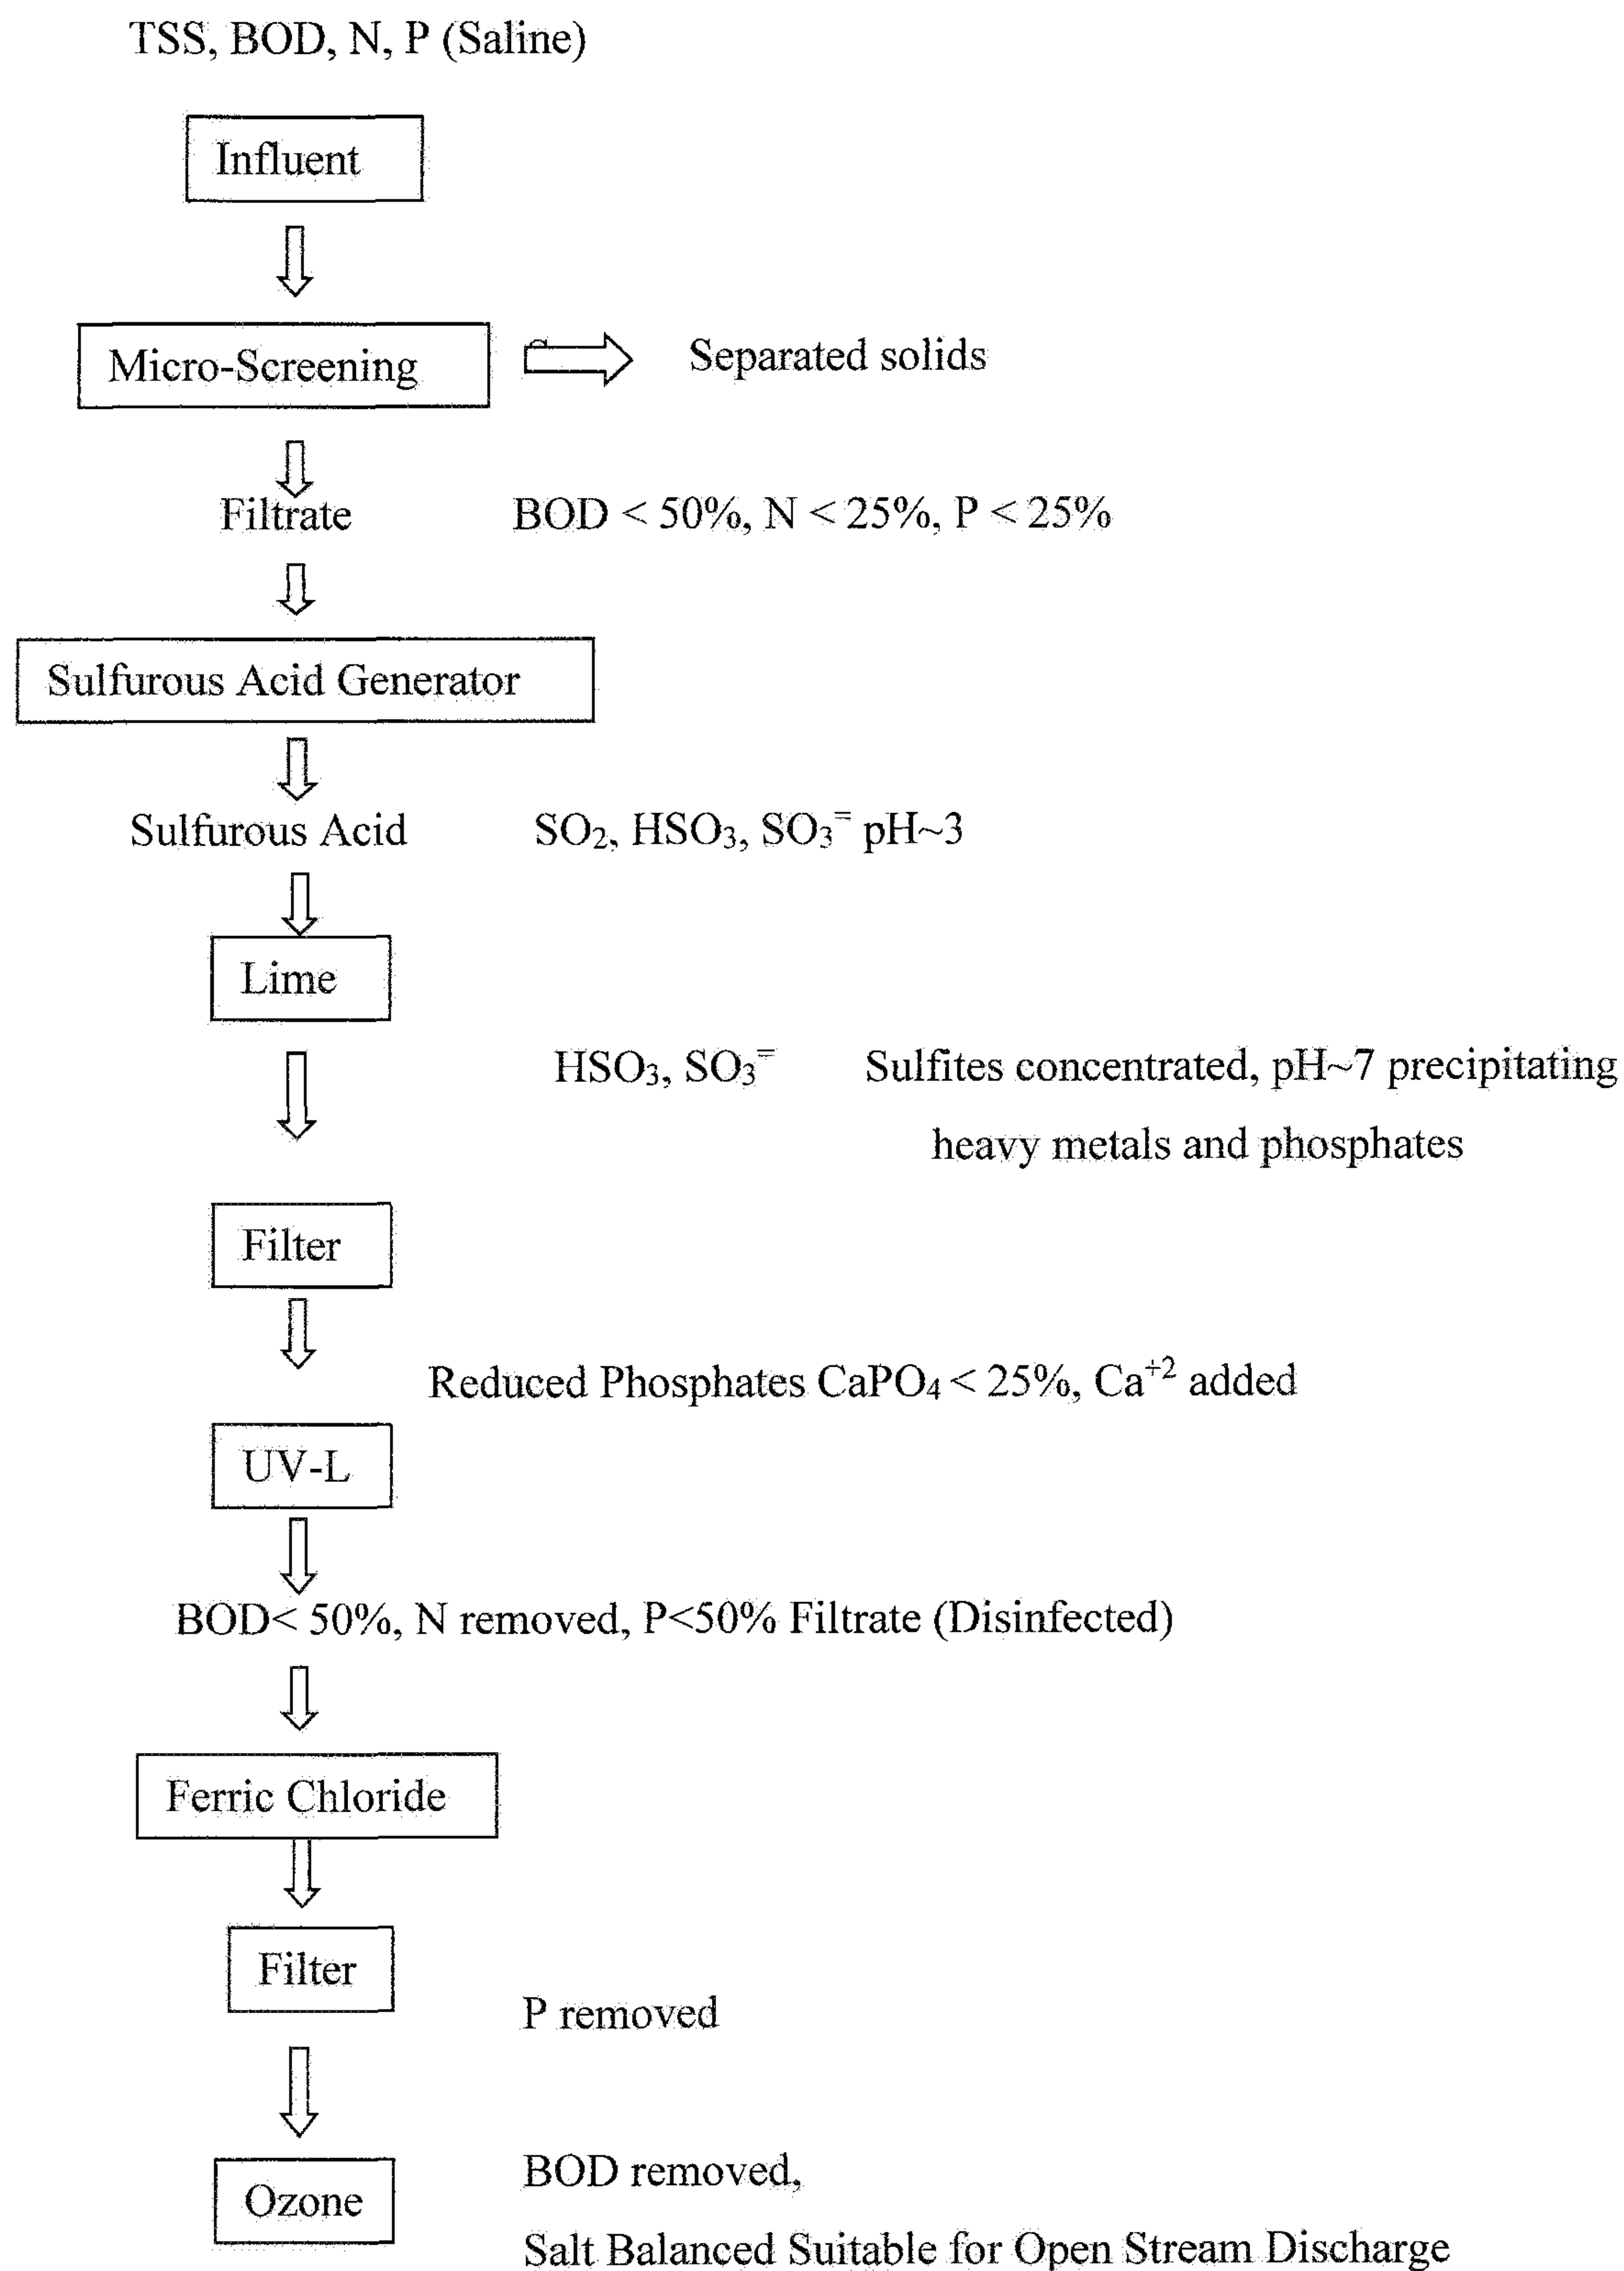 TSS, BOD, N, P (Saline)
Influent
Micro-Screening
Separated solids
Filtrate
BOD < 50%, N < 25%, P < 25%
Sulfurous Acid Generator
Sulfurous Acid
SO₂, HSO₃, SO₃⁼ pH~3
Lime
HSO₃, SO₃⁼
Sulfites concentrated, pH~7 precipitating
heavy metals and phosphates
Filter
Reduced Phosphates CaPO₄ < 25%, Ca⁺² added
UV-L
BOD< 50%, N removed, P<50% Filtrate (Disinfected)
Ferric Chloride
Filter
P removed
Ozone
BOD removed,
Salt Balanced Suitable for Open Stream Discharge